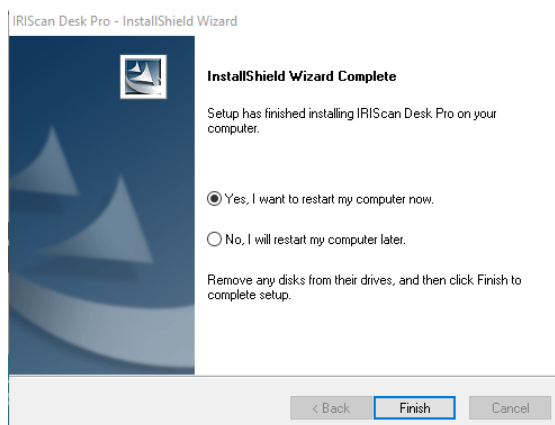 IRIScan Desk Pro - InstallShield Wizard
InstallShield Wizard Complete
Setup has finished installing IRIScan Desk Pro on your
computer.
Yes, I want to restart my computer now.
No, I will restart my computer later.
Remove any disks from their drives, and then click Finish to
complete setup.
< Back Finish Cancel